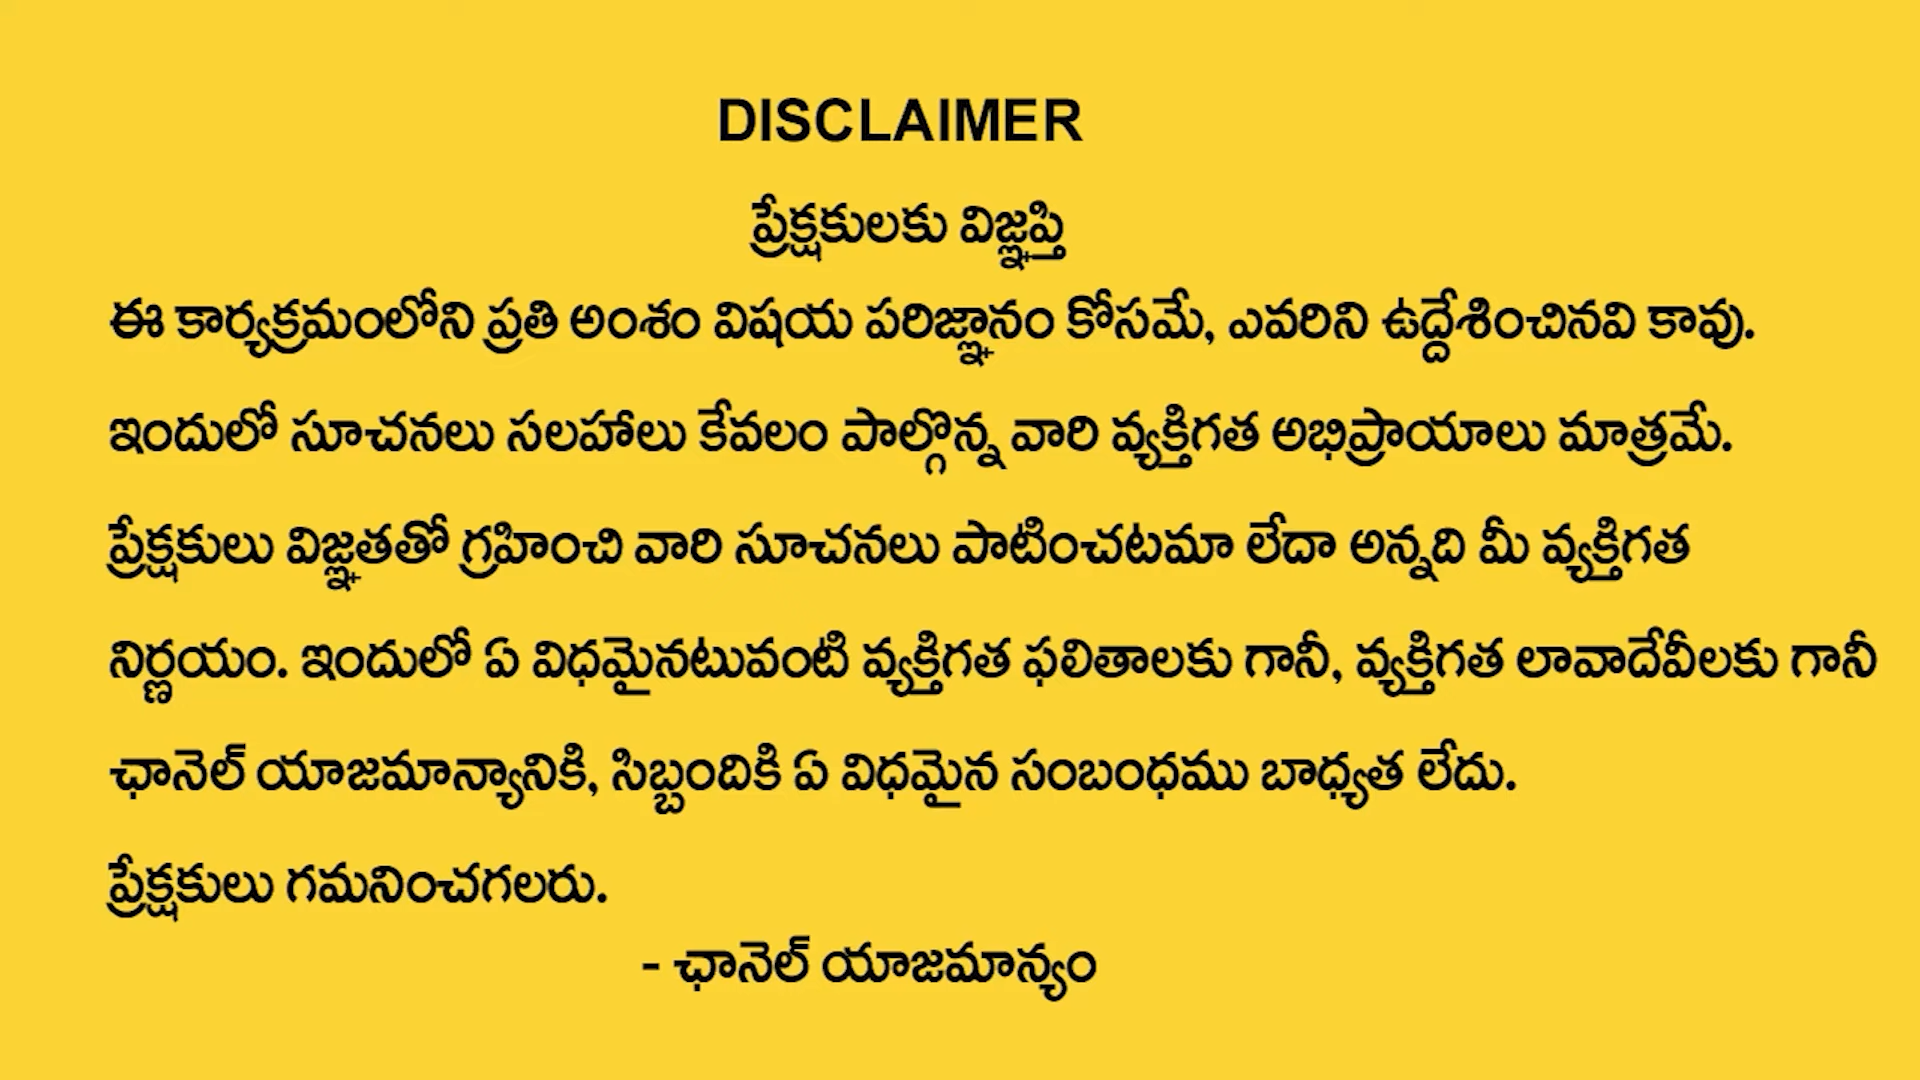 DISCLAIMER
ప్రేక్షకులకు విజ్ఞప్తి
ఈ కార్యక్రమంలోని ప్రతి అంశం విషయ పరిజ్ఞానం కోసమే, ఎవరిని ఉద్దేశించినవి కావు.
ఇందులో సూచనలు సలహాలు కేవలం పాల్గొన్న వారి వ్యక్తిగత అభిప్రాయాలు మాత్రమే.
ప్రేక్షకులు విజ్ఞతతో గ్రహించి వారి సూచనలు పాటించటమా లేదా అన్నది మీ వ్యక్తిగత
నిర్ణయం. ఇందులో ఏ విధమైనటువంటి వ్యక్తిగత ఫలితాలకు గానీ, వ్యక్తిగత లావాదేవీలకు గానీ
ఛానెల్ యాజమాన్యానికి, సిబ్బందికి ఏ విధమైన సంబంధము బాధ్యత లేదు.
ప్రేక్షకులు గమనించగలరు.
- ఛానెల్ యాజమాన్యం